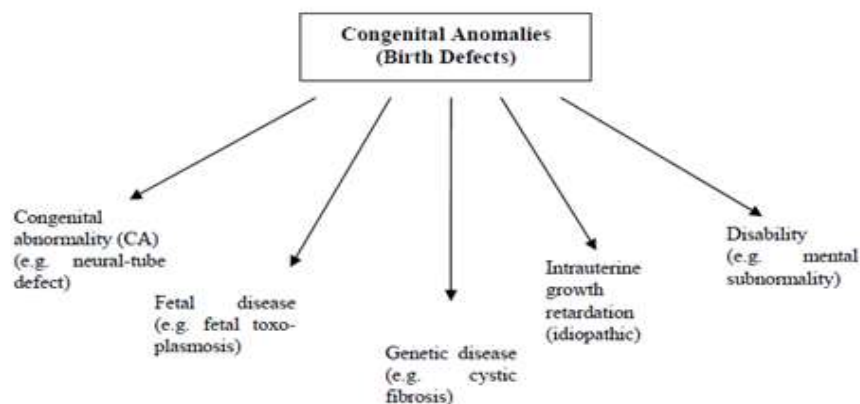 Congenital Anomalies
(Birth Defects)
Congenital
abnormality (CA)
(e.g. neural-tube
defect)
Fetal disease
(e.g. fetal toxo-
plasmosis)
Genetic disease
(e.g. cystic
fibrosis)
Intrauterine
growth
retardation
(idiopathic)
Disability
(e.g. mental
subnormality)